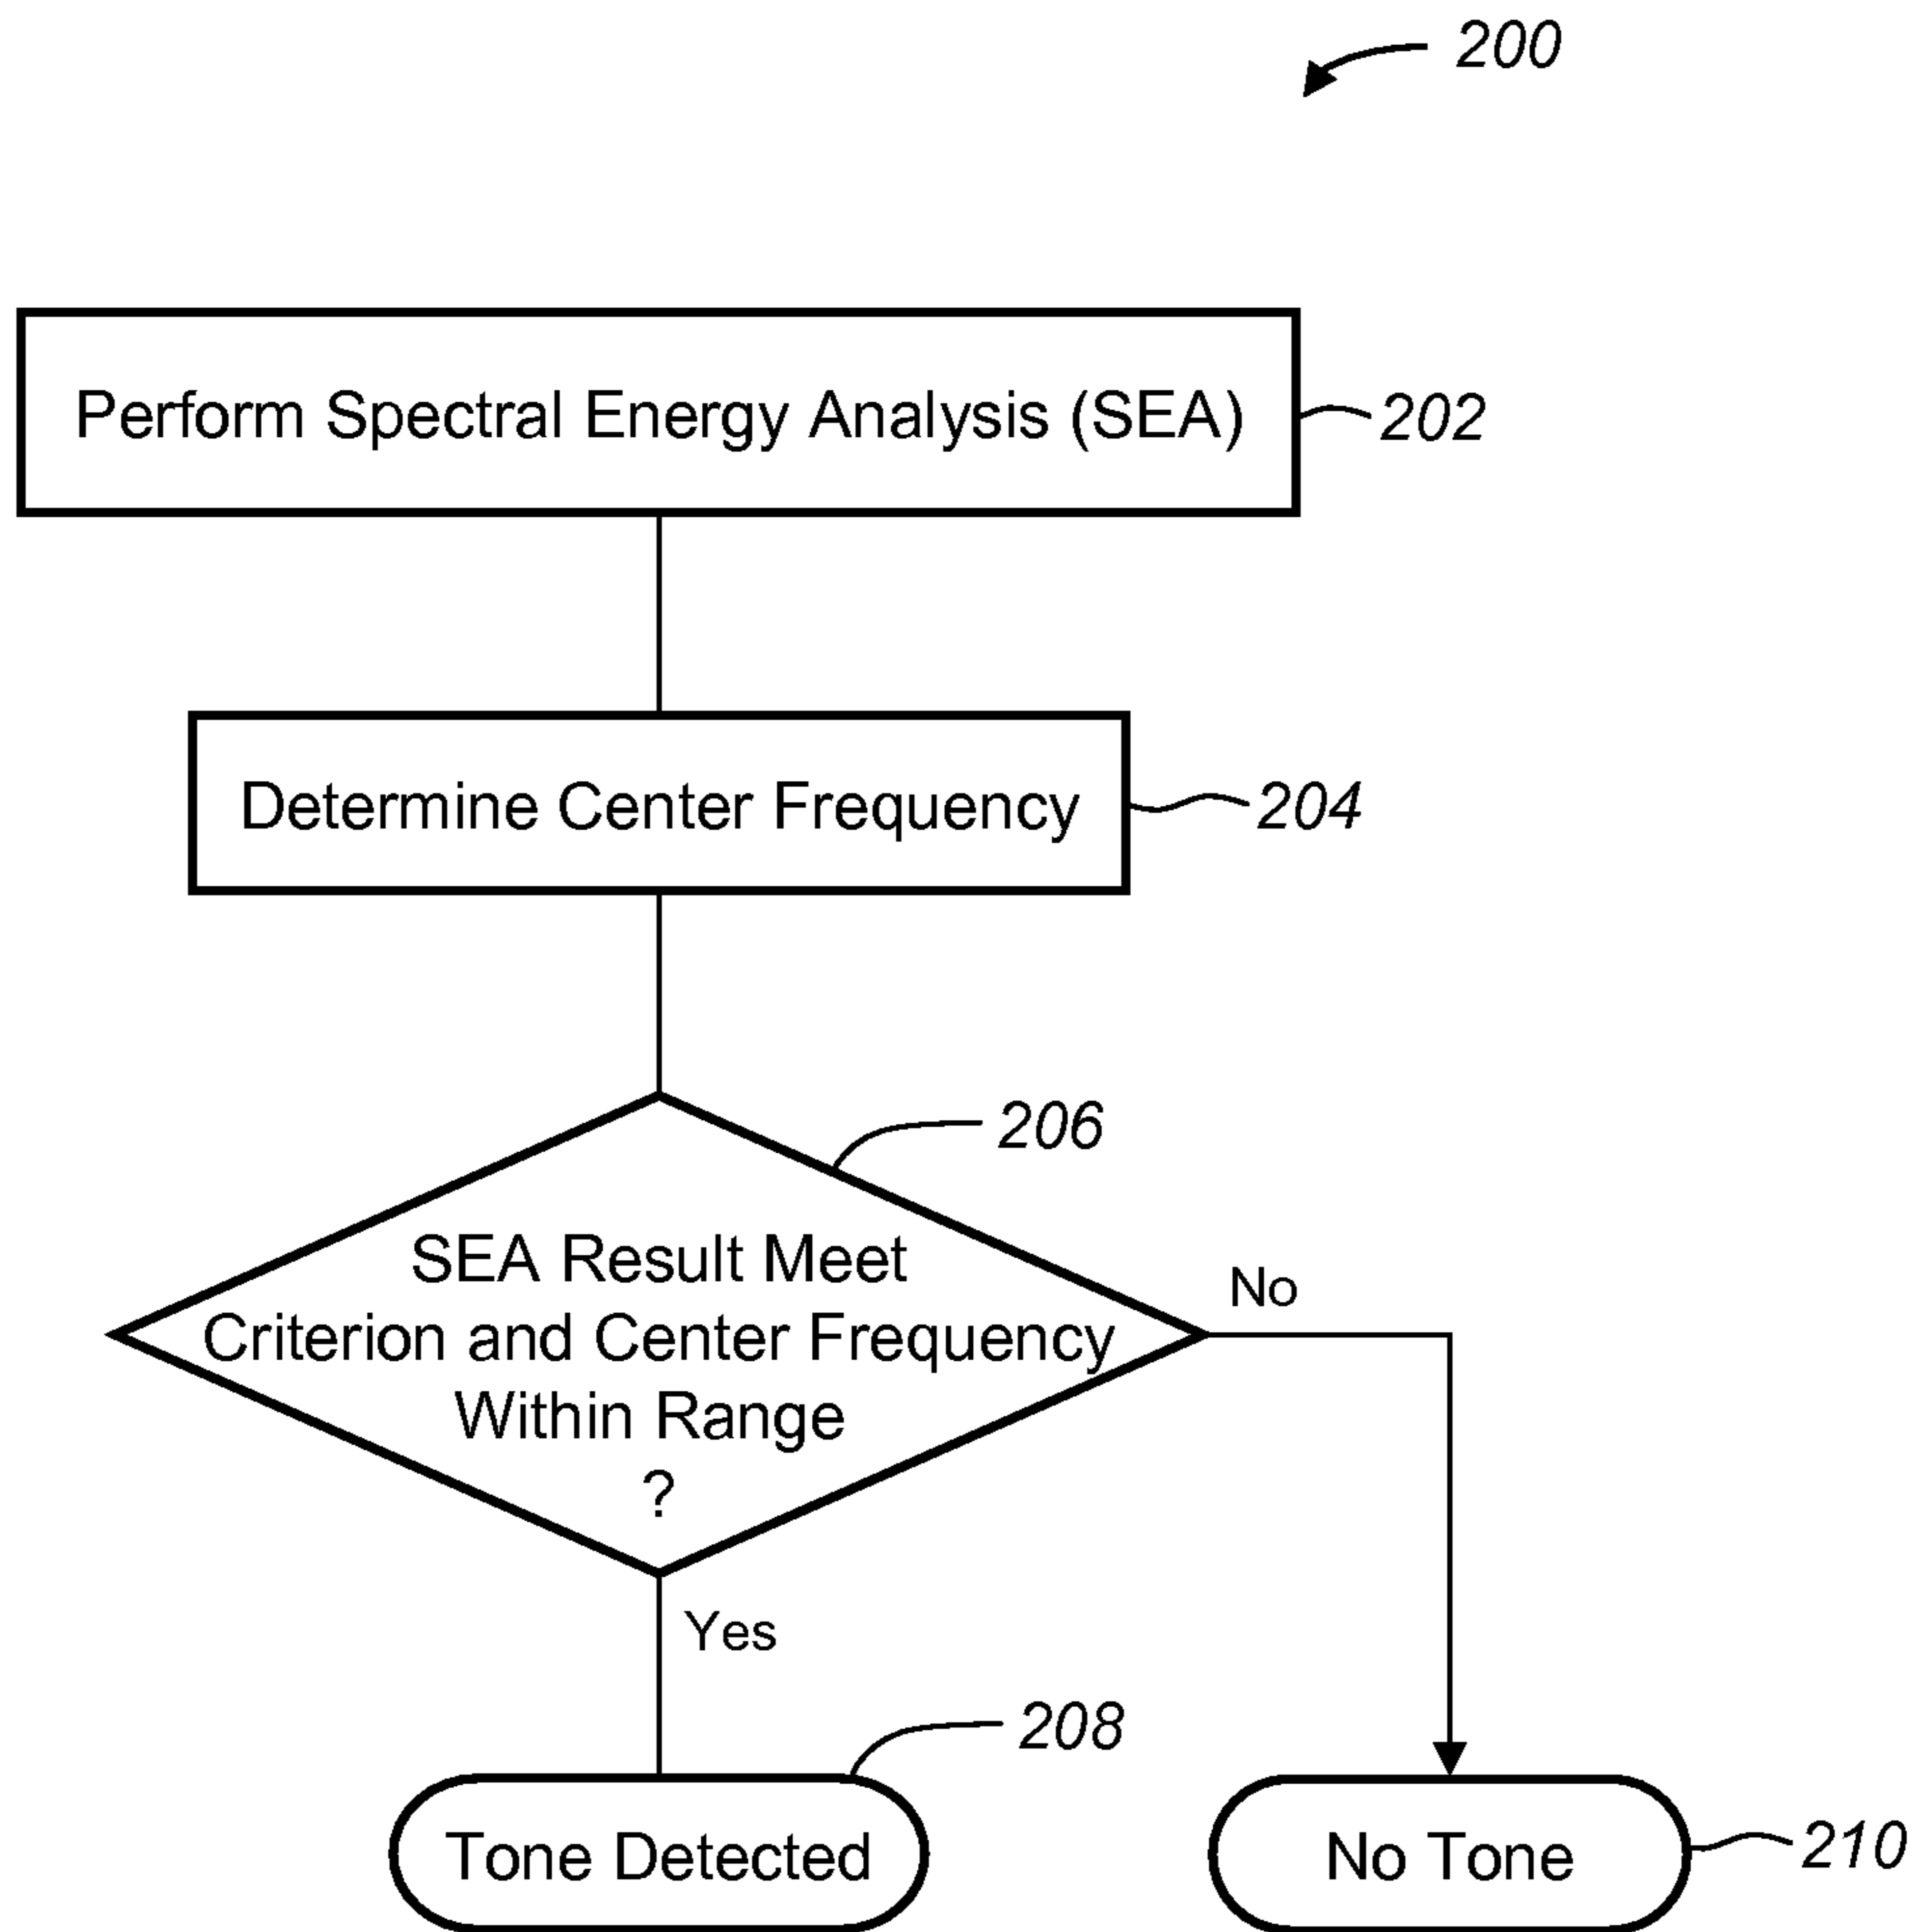 200
Perform Spectral Energy Analysis (SEA)
202
Determine Center Frequency
204
206
SEA Result Meet
Criterion and Center Frequency
Within Range
?
No
Yes
208
Tone Detected
No Tone
210